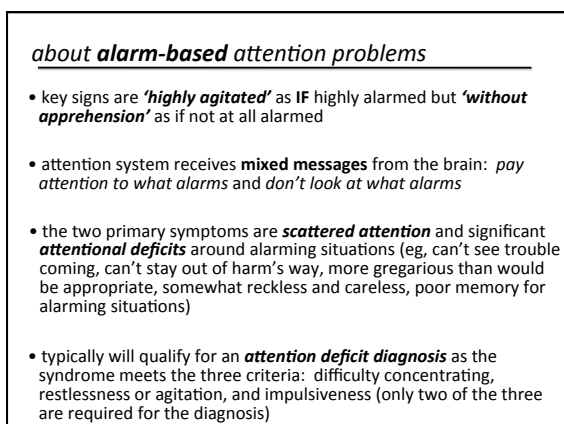 about alarm-based attention problems
• key signs are 'highly agitated' as IF highly alarmed but 'without
apprehension' as if not at all alarmed
• attention system receives mixed messages from the brain: pay
attention to what alarms and don't look at what alarms
• the two primary symptoms are scattered attention and significant
attentional deficits around alarming situations (eg, can't see trouble
coming, can't stay out of harm's way, more gregarious than would
be appropriate, somewhat reckless and careless, poor memory for
alarming situations)
• typically will qualify for an attention deficit diagnosis as the
syndrome meets the three criteria: difficulty concentrating,
restlessness or agitation, and impulsiveness (only two of the three
are required for the diagnosis)